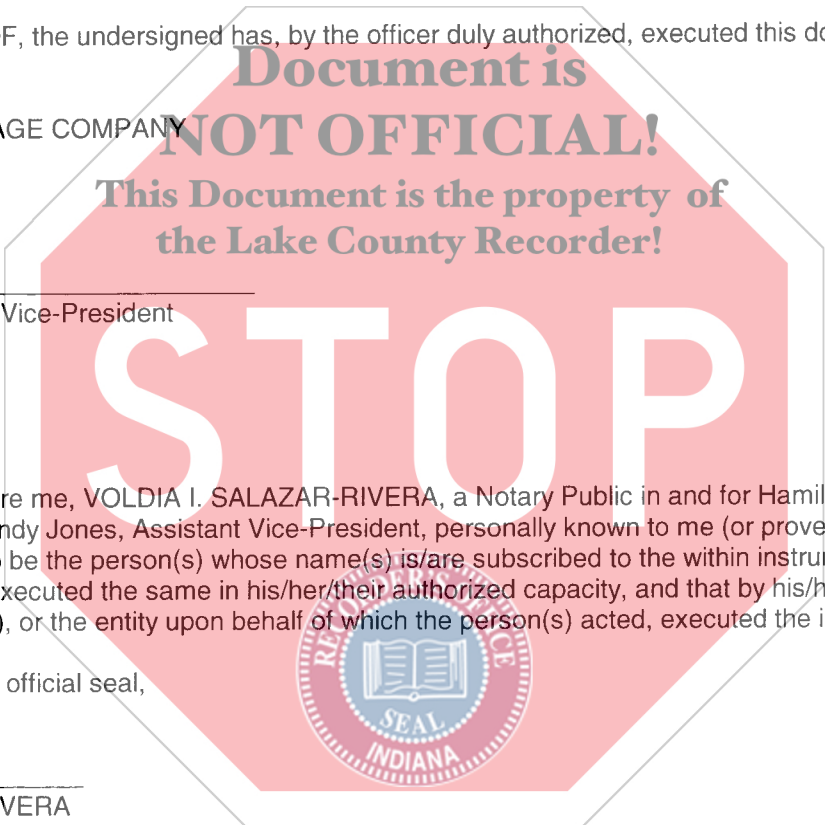 F, the undersigned has, by the officer duly authorized, executed this do
Document is
AGE COMPANY
NOT OFFICIAL!
This Document is the property of
the Lake County Recorder!
Vice-President
STOP
re me, VOLDIA I. SALAZAR-RIVERA, a Notary Public in and for Hamil
ndy Jones, Assistant Vice-President, personally known to me (or prove
be the person(s) whose name(s) is/are subscribed to the within instru
xecuted the same in his/her/their authorized capacity, and that by his/h
), or the entity upon behalf of which the person(s) acted, executed the i
RECORDER'S OFFICE
official seal,
SEAL
INDIANA
VERA